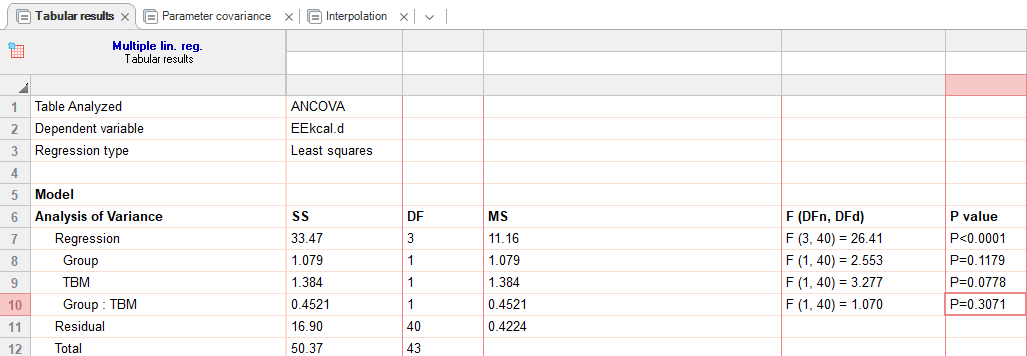 Tabular results Parameter covariance Interpolation
Multiple lin. reg.
Tabular results
1 Table Analyzed ANCOVA
2 Dependent variable EEkcal.d
3 Regression type Least squares
4
5 Model
6 Analysis of Variance SS DF MS F (DFn, DFd) P value
7 Regression 33.47 3 11.16 F (3, 40) = 26.41 P<0.0001
8 Group 1.079 1 1.079 F (1, 40) = 2.553 P=0.1179
9 TBM 1.384 1 1.384 F (1, 40) = 3.277 P=0.0778
10 Group : TBM 0.4521 1 0.4521 F (1, 40) = 1.070 P=0.3071
11 Residual 16.90 40 0.4224
12 Total 50.37 43